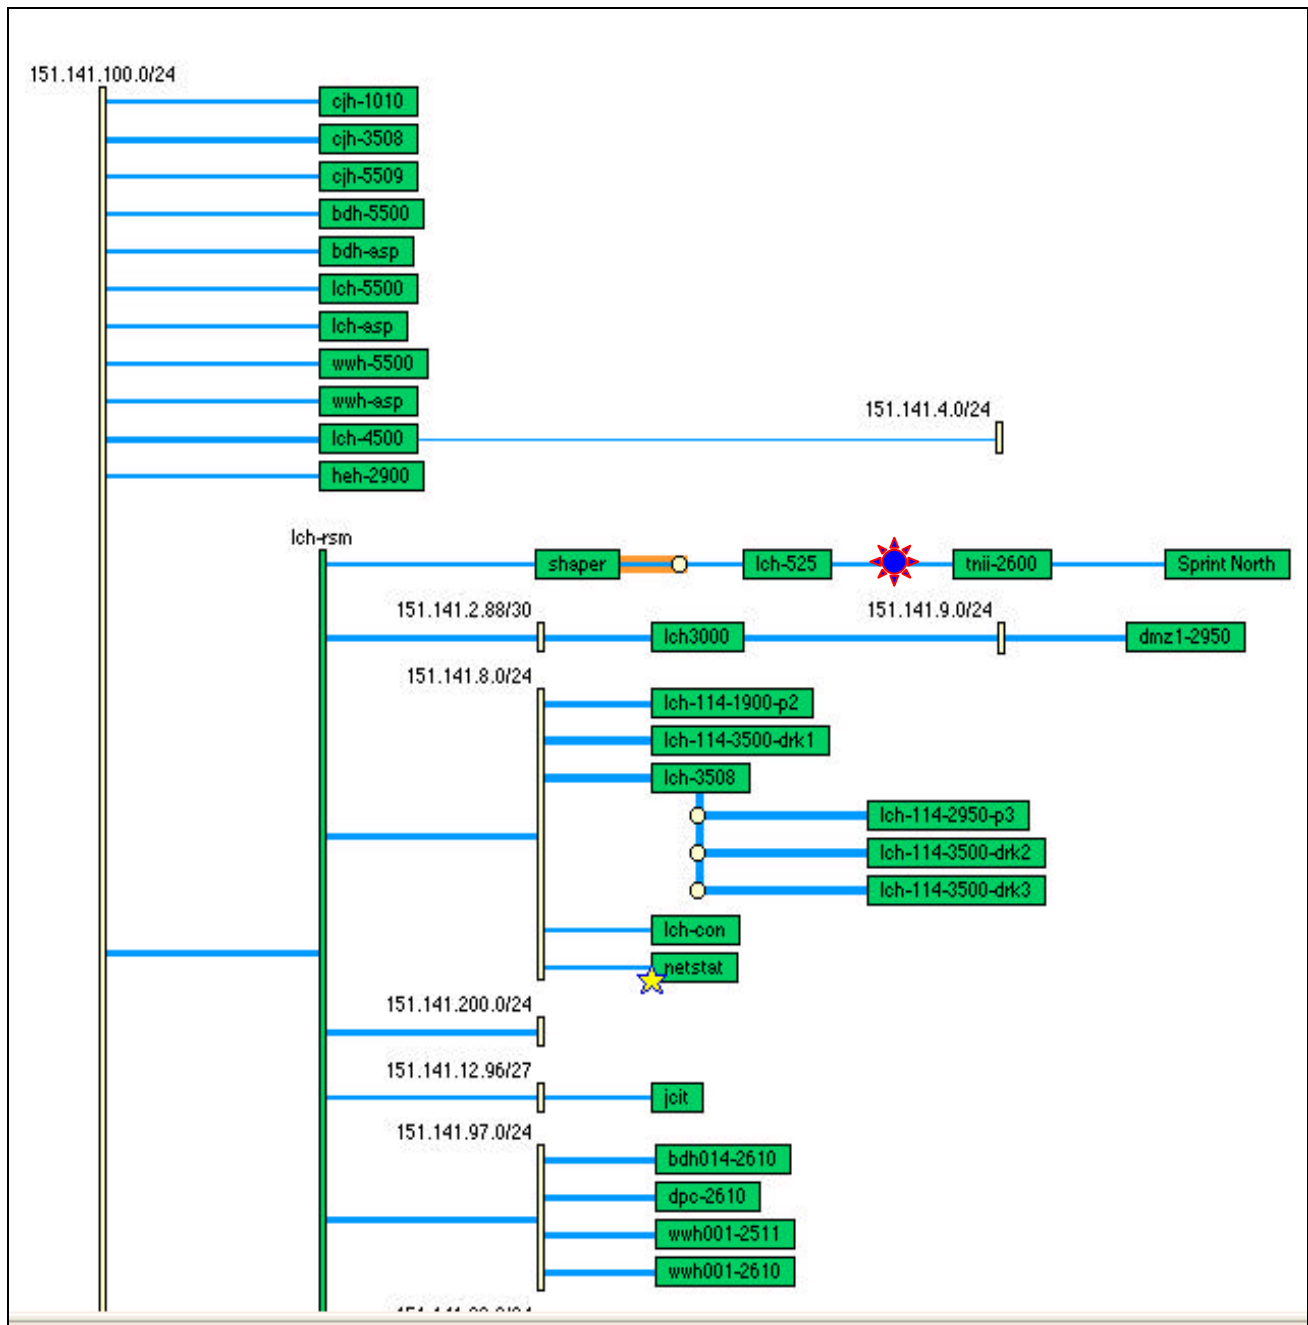 151.141.100.0/24
cjh-1010
cjh-3508
cjh-5509
bdh-5500
bdh-asp
lch-5500
lch-asp
wwh-5500
wwh-asp
151.141.4.0/24
lch-4500
heh-2900
lch-rsm
shaper lch-525 tnii-2600 Sprint North
151.141.2.88/30 151.141.9.0/24
lch3000 dmz1-2950
151.141.8.0/24
lch-114-1900-p2
lch-114-3500-drk1
lch-3508
lch-114-2950-p3
lch-114-3500-drk2
lch-114-3500-drk3
lch-con
netstat
151.141.200.0/24
151.141.12.96/27
jcit
151.141.97.0/24
bdh014-2610
dpc-2610
wwh001-2511
wwh001-2610